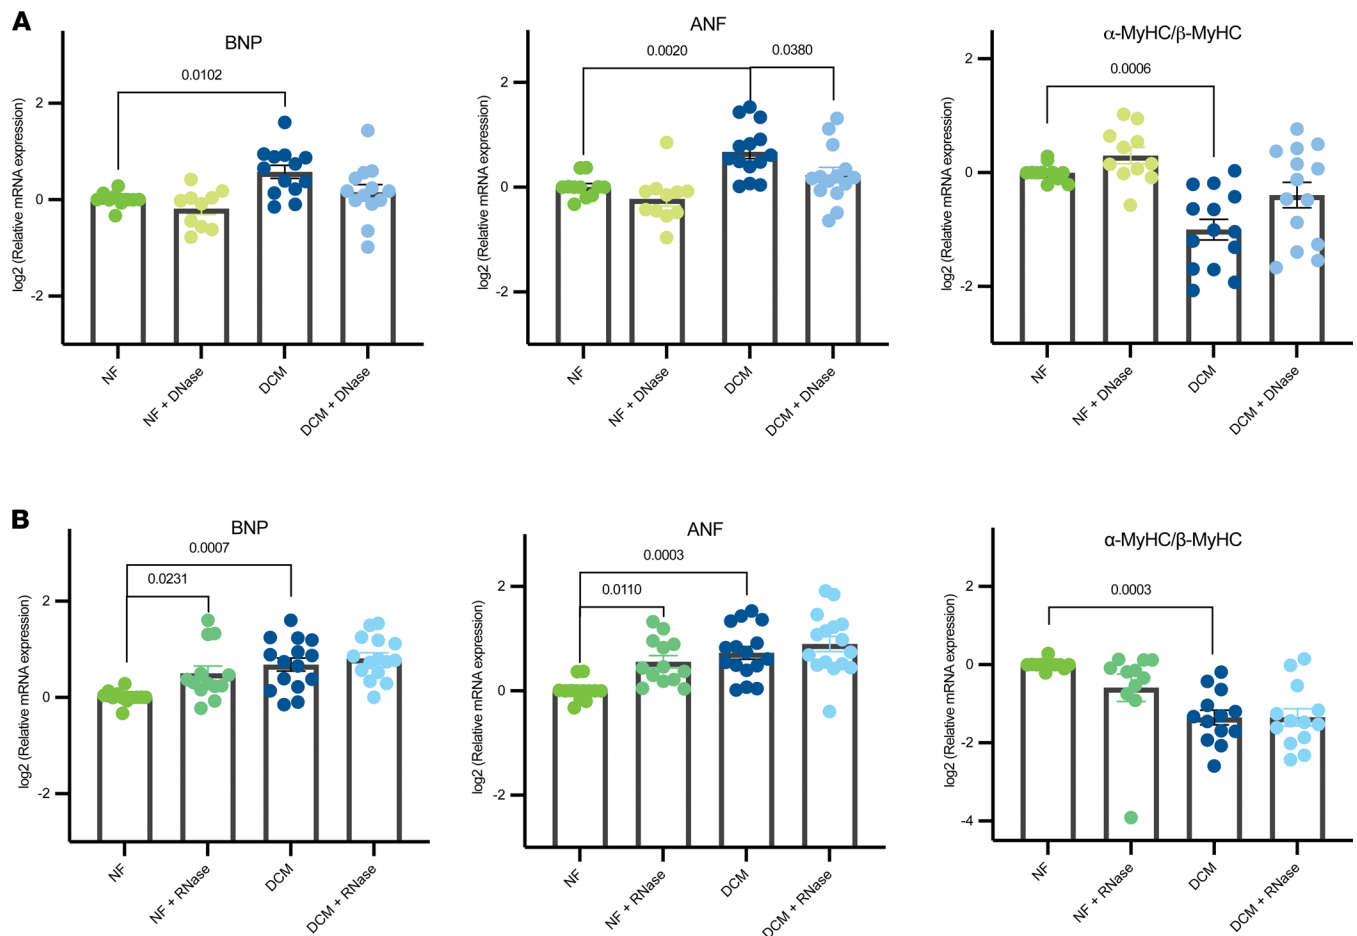 A
BNP
0.0102
log2 (Relative mRNA expression)
2
0
-2
NF
NF + DNase
DCM
DCM + DNase
ANF
0.0020
0.0380
log2 (Relative mRNA expression)
2
0
-2
NF
NF + DNase
DCM
DCM + DNase
α-MyHC/β-MyHC
0.0006
log2 (Relative mRNA expression)
2
0
-2
NF
NF + DNase
DCM
DCM + DNase
B
BNP
0.0007
0.0231
log2 (Relative mRNA expression)
2
0
-2
NF
NF + RNase
DCM
DCM + RNase
ANF
0.0003
0.0110
log2 (Relative mRNA expression)
2
0
-2
NF
NF + RNase
DCM
DCM + RNase
α-MyHC/β-MyHC
0.0003
log2 (Relative mRNA expression)
2
0
-2
-4
NF
NF + RNase
DCM
DCM + RNase